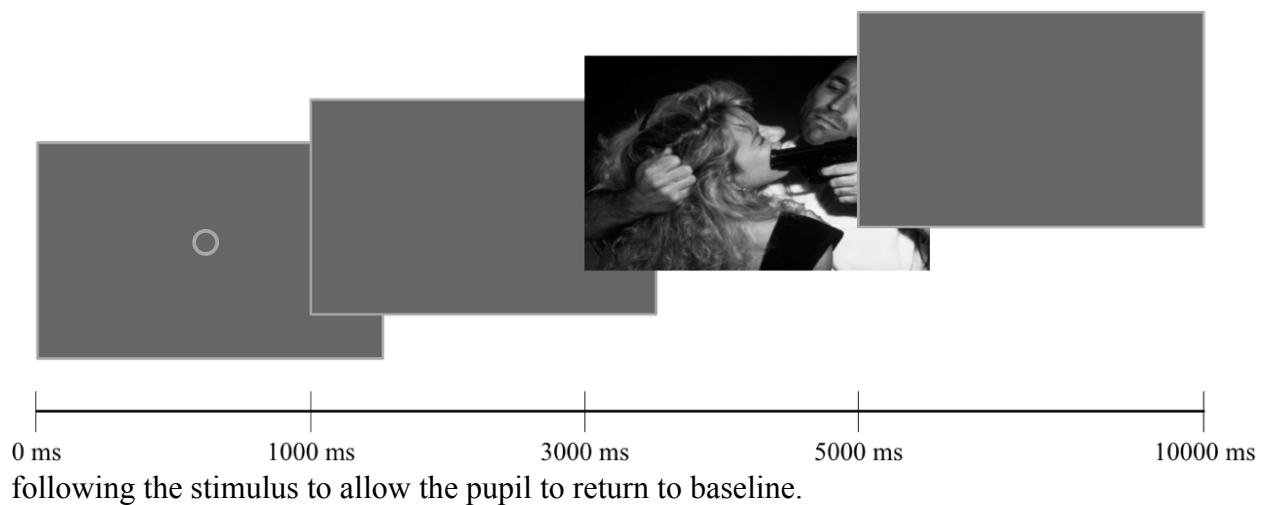 0 ms 1000 ms 3000 ms 5000 ms 10000 ms
following the stimulus to allow the pupil to return to baseline.